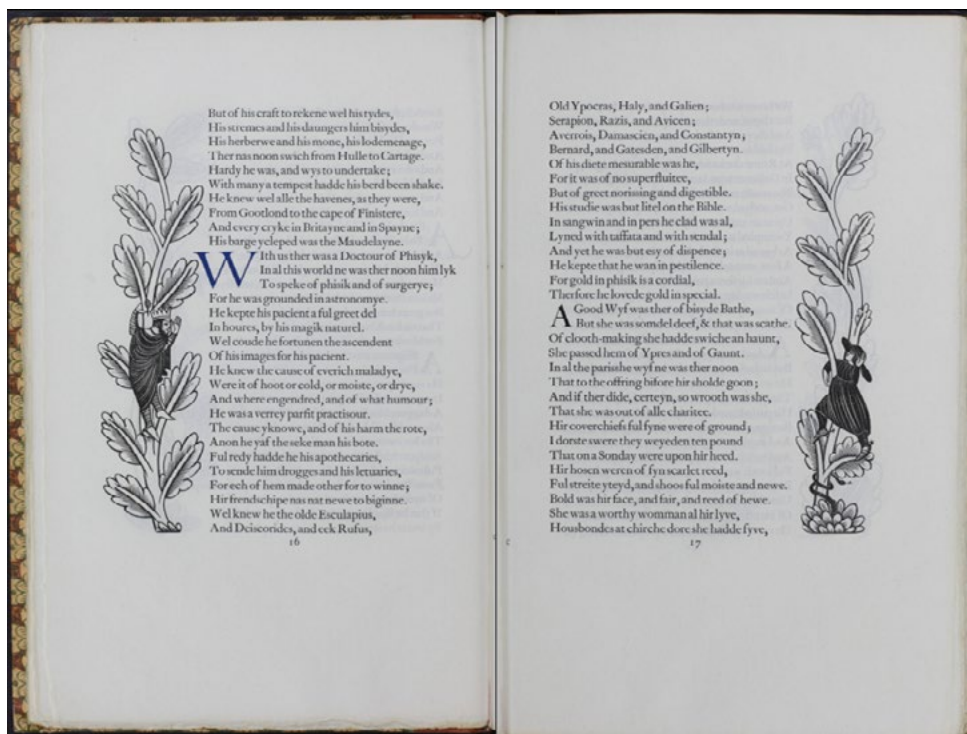 But of his craft to rekene wel his tydes,
His stremes and his daungers him bisydes,
His herberwe and his mone, his lodemenage,
Ther nas noon swich from Hulle to Cartage.
Hardy he was, and wys to undertake;
With many a tempest hadde his berd been shake.
He knew wel alle the havenes, as they were,
From Gootlond to the cape of Finistere,
And every cryke in Britayne and in Spayne;
His barge ycleped was the Maudelayne.
With us ther was a Doctour of Phisyk,
In al this world ne was ther noon him lyk
To speke of phisik and of surgerye;
For he was grounded in astronomye.
He kepte his pacient a ful greet del
In houres, by his magik naturel.
Wel coude he fortunen the ascendent
Of his images for his pacient.
He knew the cause of everich maladye,
Were it of hoot or cold, or moiste, or drye,
And where engendred, and of what humour;
He was a verrey parfit practisour.
The cause yknowe, and of his harm the rote,
Anon he yaf the seke man his bote.
Ful redy hadde he his apothecaries,
To sende him drogges and his letuaries,
For ech of hem made other for to winne;
Hir frendschipe nas nat newe to biginne.
Wel knew he the olde Esculapius,
And Deiscorides, and eek Rufus,
16
Old Ypocras, Haly, and Galien;
Serapion, Razis, and Avicen;
Averrois, Damascien, and Constantyn;
Bernard, and Gatesden, and Gilbertyn.
Of his diete mesurable was he,
For it was of no superfluitee,
But of greet norissing and digestible.
His studie was but litel on the Bible.
In sangwin and in pers he clad was al,
Lyned with taffata and with sendal;
And yet he was but esy of dispence;
He kepte that he wan in pestilence.
For gold in phisik is a cordial,
Therfore he lovede gold in special.
A Good Wyf was ther of bisyde Bathe,
But she was somdel deef, & that was scathe.
Of clooth-making she hadde swiche an haunt,
She passed hem of Ypres and of Gaunt.
In al the parisshe wyf ne was ther noon
That to the offring bifore hir sholde goon;
And if ther dide, certeyn, so wrooth was she,
That she was out of alle charitee.
Hir coverchiefs ful fyne were of ground;
I dorste swere they weyeden ten pound
That on a Sonday were upon hir heed.
Hir hosen weren of fyn scarlet reed,
Ful streite yteyd, and shoos ful moiste and newe.
Bold was hir face, and fair, and reed of hewe.
She was a worthy womman al hir lyve,
Housbondes at chirche dore she hadde fyve,
17